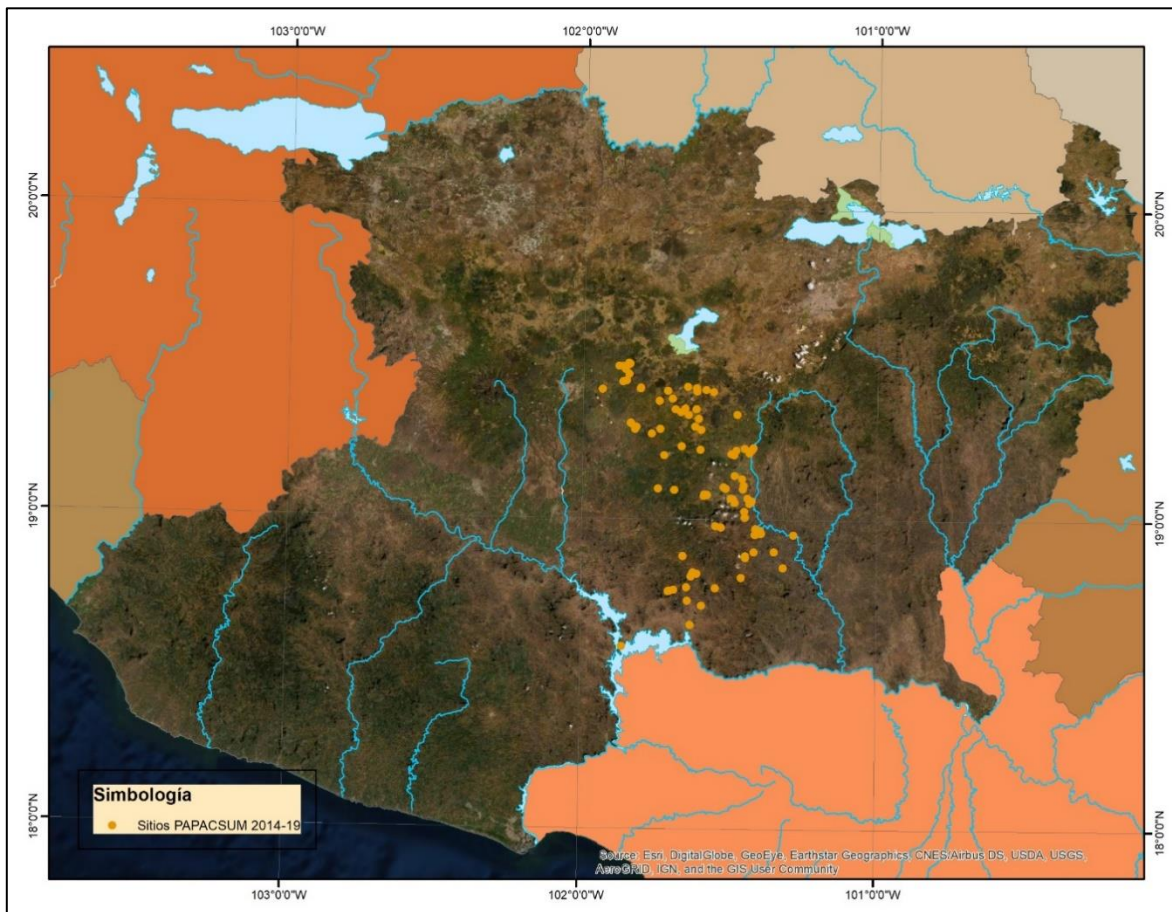 103°0'0"W 102°0'0"W 101°0'0"W
20°0'0"N 20°0'0"N
19°0'0"N 19°0'0"N
18°0'0"N 18°0'0"N
Simbología
Sitios PAPACSUM 2014-19
Source: Esri, DigitalGlobe, GeoEye, Earthstar Geographics, CNES/Airbus DS, USDA, USGS,
AeroGRID, IGN, and the GIS User Community
103°0'0"W 102°0'0"W 101°0'0"W